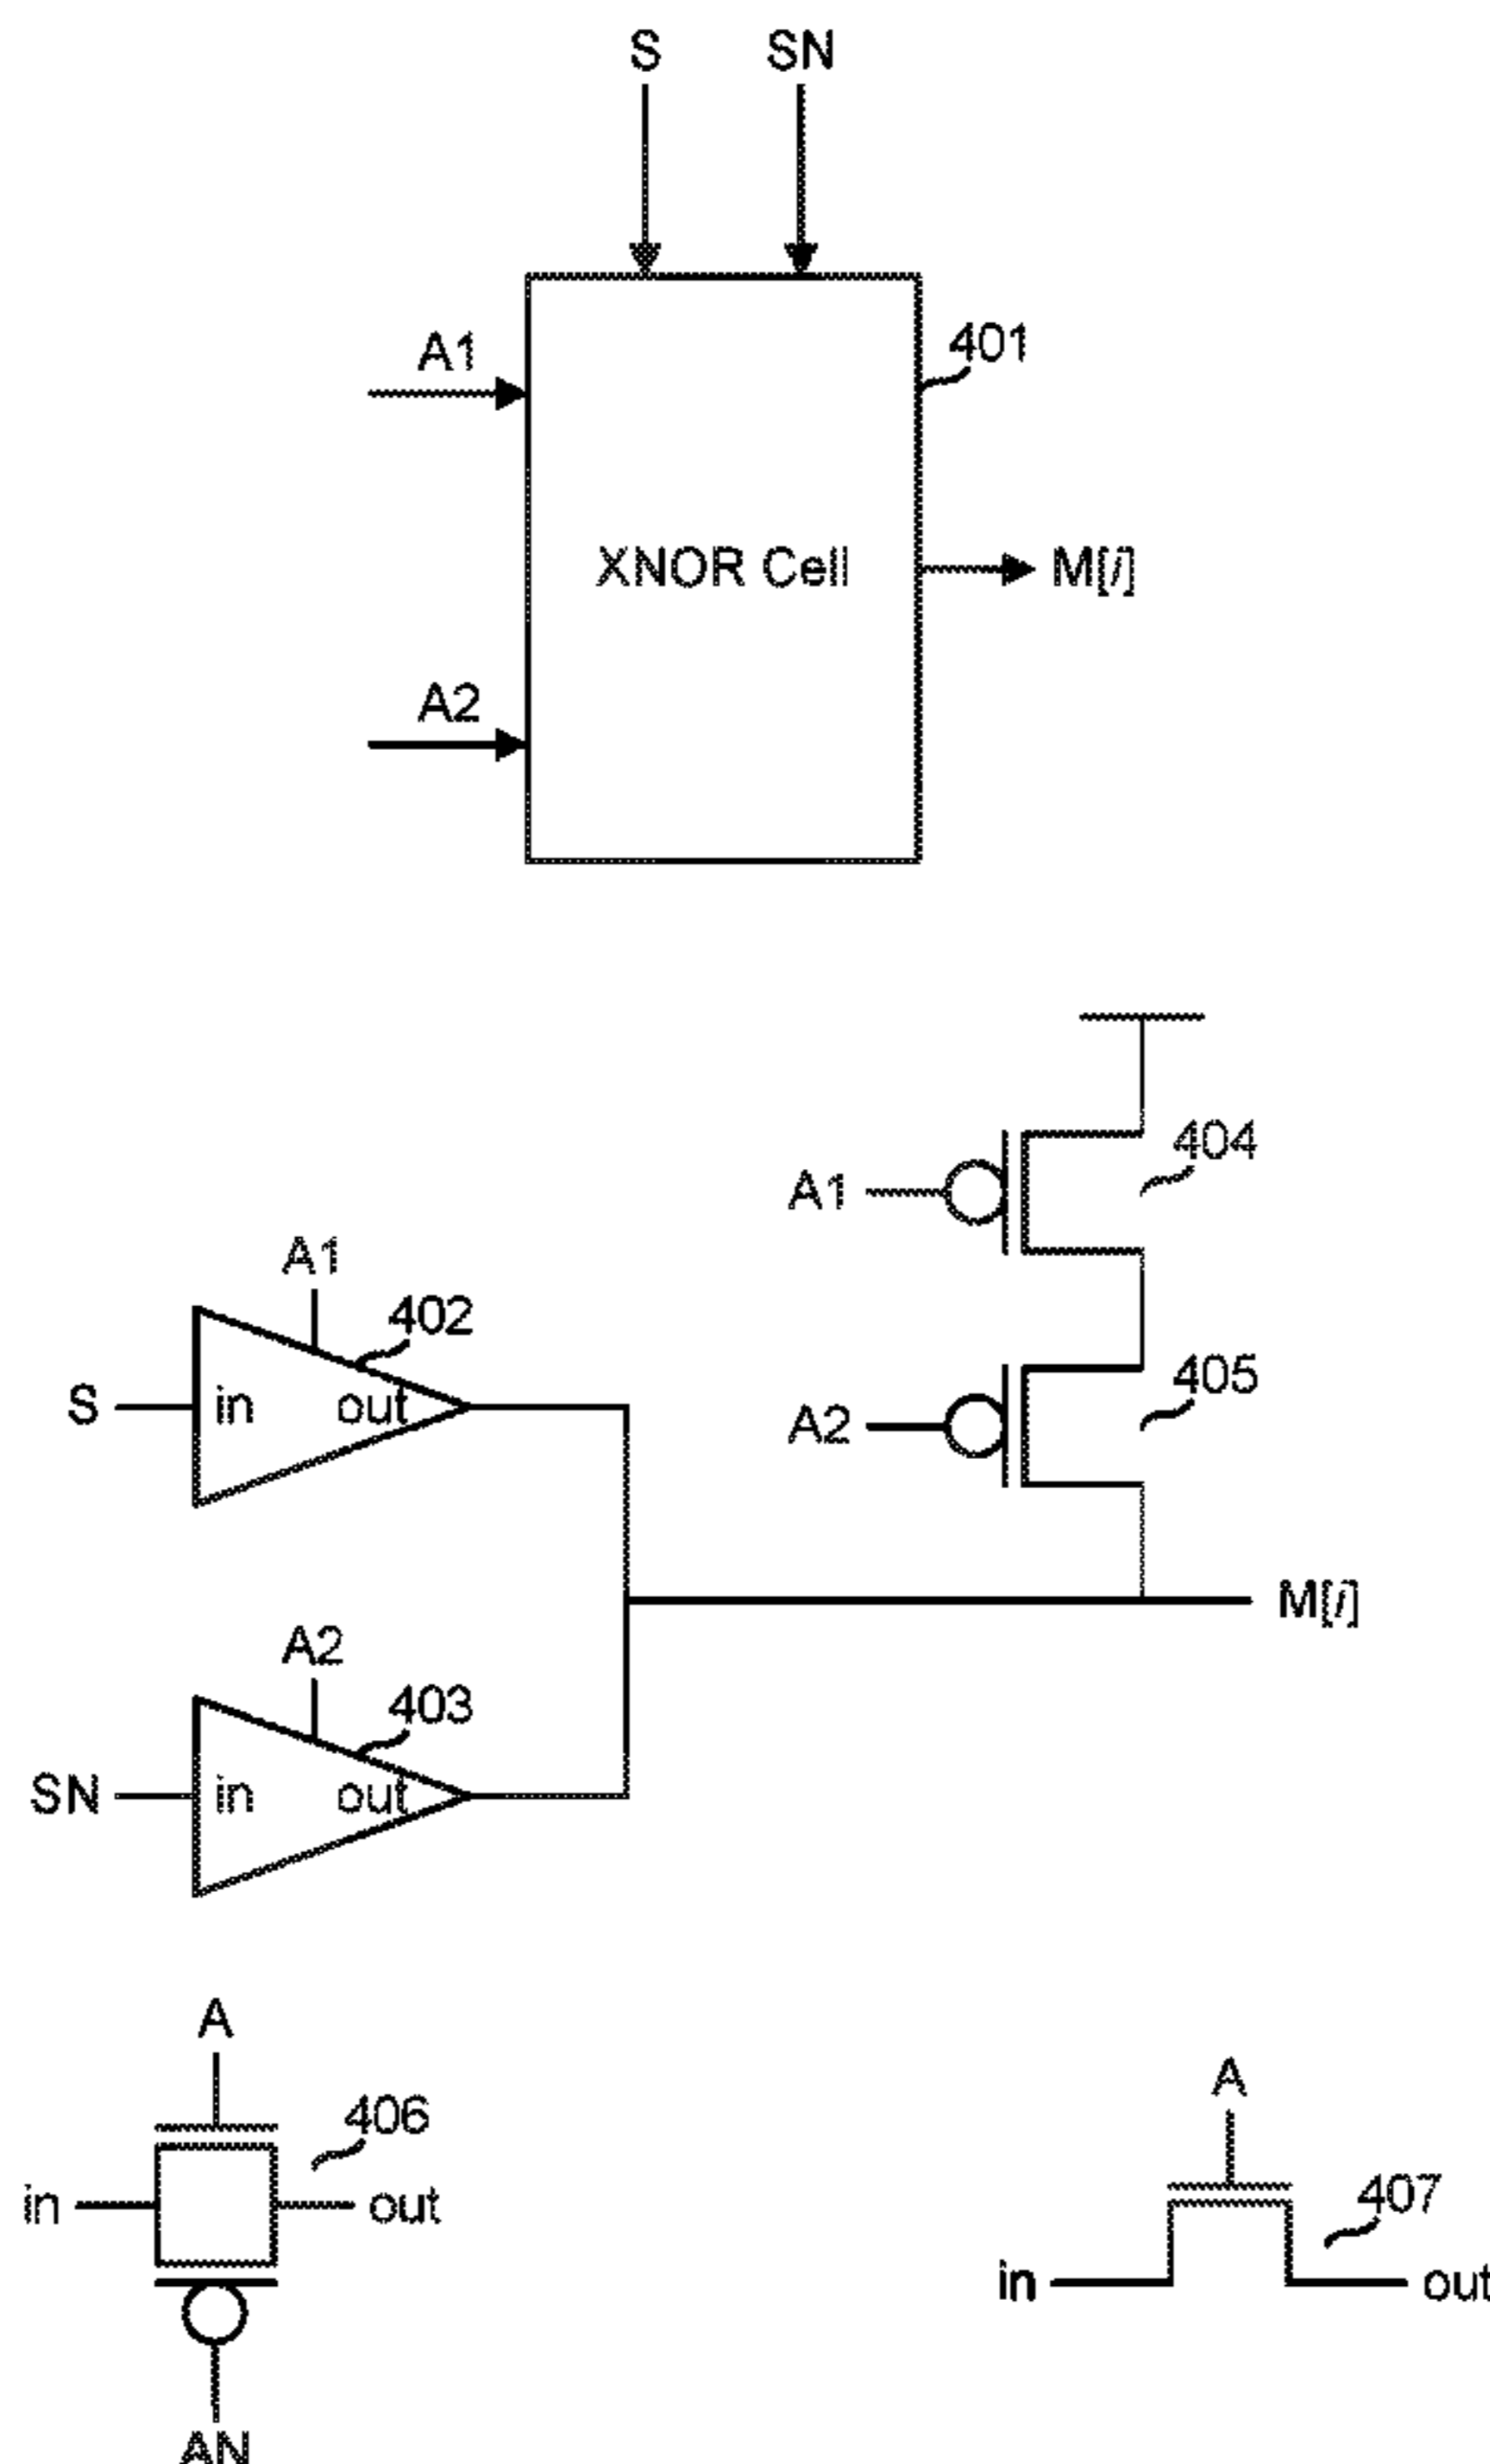 S SN
A1 401
XNOR Cell M[i]
A2
A1 404
A1 402
S in out A2 405
M[i]
A2 403
SN in out
A A
406 407
in out
in out
AN